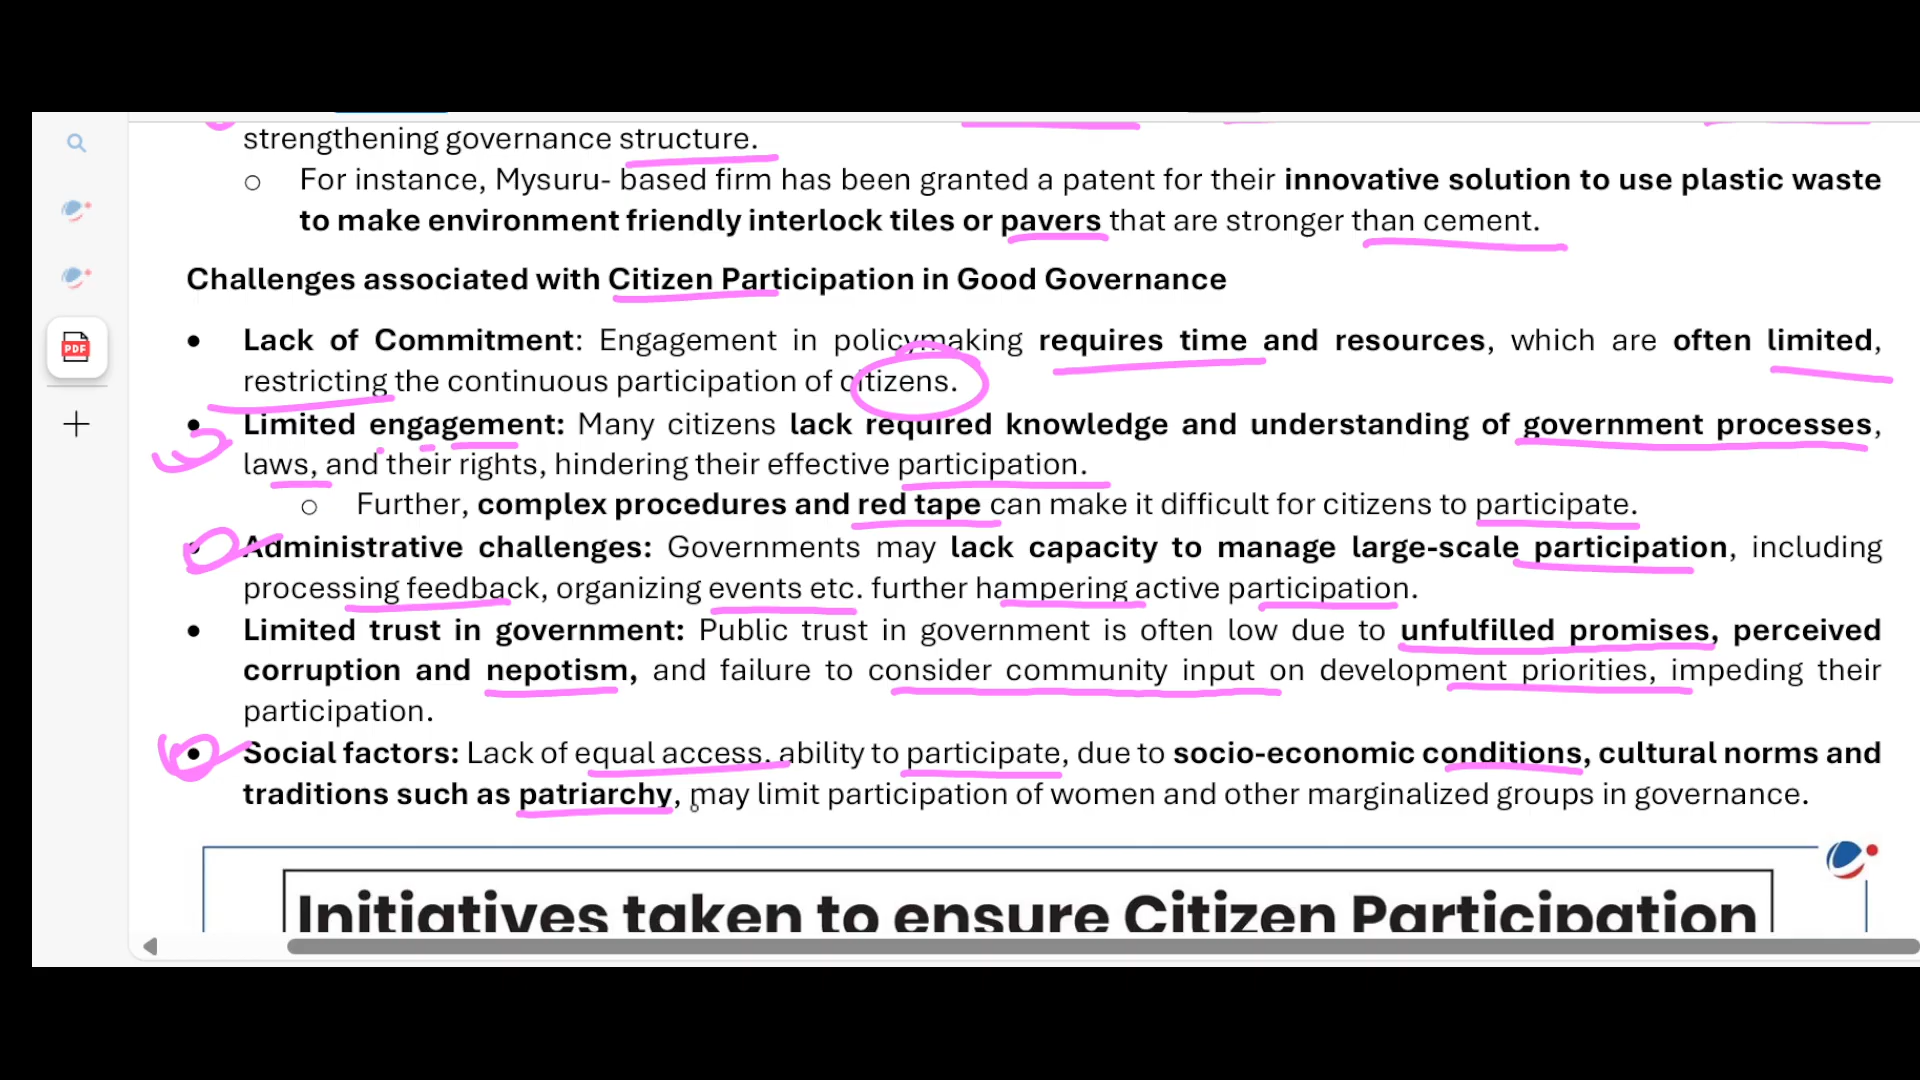 strengthening governance structure.
○ For instance, Mysuru- based firm has been granted a patent for their innovative solution to use plastic waste
to make environment friendly interlock tiles or pavers that are stronger than cement.
Challenges associated with Citizen Participation in Good Governance
• Lack of Commitment: Engagement in policymaking requires time and resources, which are often limited,
restricting the continuous participation of citizens.
• Limited engagement: Many citizens lack required knowledge and understanding of government processes,
laws, and their rights, hindering their effective participation.
○ Further, complex procedures and red tape can make it difficult for citizens to participate.
• Administrative challenges: Governments may lack capacity to manage large-scale participation, including
processing feedback, organizing events etc. further hampering active participation.
• Limited trust in government: Public trust in government is often low due to unfulfilled promises, perceived
corruption and nepotism, and failure to consider community input on development priorities, impeding their
participation.
• Social factors: Lack of equal access, ability to participate, due to socio-economic conditions, cultural norms and
traditions such as patriarchy, may limit participation of women and other marginalized groups in governance.
Initiatives taken to ensure Citizen Participation
PDF